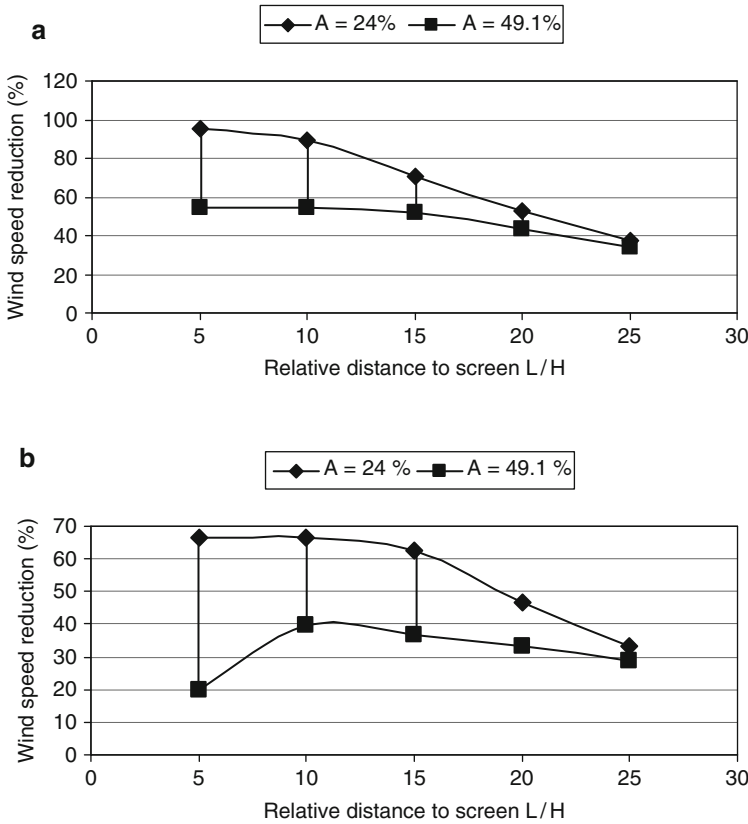 a
A = 24% A = 49.1%
Wind speed reduction (%)
120
100
80
60
40
20
0
0 5 10 15 20 25 30
Relative distance to screen L/H
b
A = 24 % A = 49.1 %
Wind speed reduction (%)
70
60
50
40
30
20
10
0
0 5 10 15 20 25 30
Relative distance to screen L/H